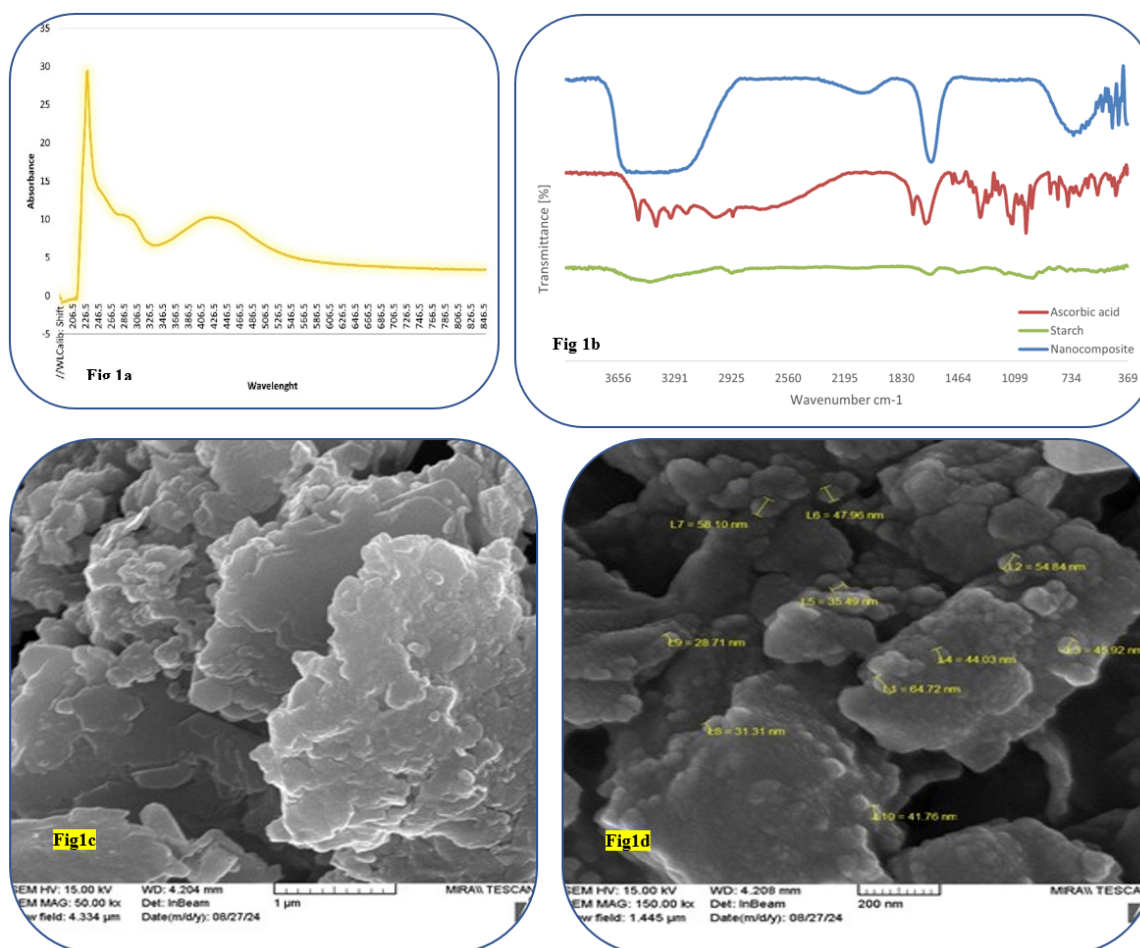 35
30
25
20
15
10
5
0
-5
Absorbance
//WLCalib: Shift
206.5
226.5
246.5
266.5
286.5
306.5
326.5
346.5
366.5
386.5
406.5
426.5
446.5
466.5
486.5
506.5
526.5
546.5
566.5
586.5
606.5
626.5
646.5
666.5
686.5
706.5
726.5
746.5
766.5
786.5
806.5
826.5
846.5
Fig 1a
Wavelenght
Transmittance [%]
Ascorbic acid
Starch
Nanocomposite
Fig 1b
3656 3291 2925 2560 2195 1830 1464 1099 734 369
Wavenumber cm-1
Fig1c
SEM HV: 15.00 kV WD: 4.204 mm MIRA\\ TESCAN
SEM MAG: 50.00 kx Det: InBeam 1 µm
field: 4.334 µm Date(m/d/y): 08/27/24
L7 = 58.10 nm
L6 = 47.96 nm
L2 = 54.84 nm
L5 = 35.49 nm
L9 = 28.71 nm
L3 = 45.92 nm
L4 = 44.03 nm
L1 = 64.72 nm
L8 = 31.31 nm
L10 = 41.76 nm
Fig1d
SEM HV: 15.00 kV WD: 4.208 mm MIRA\\ TESCAN
SEM MAG: 150.00 kx Det: InBeam 200 nm
field: 1.445 µm Date(m/d/y): 08/27/24